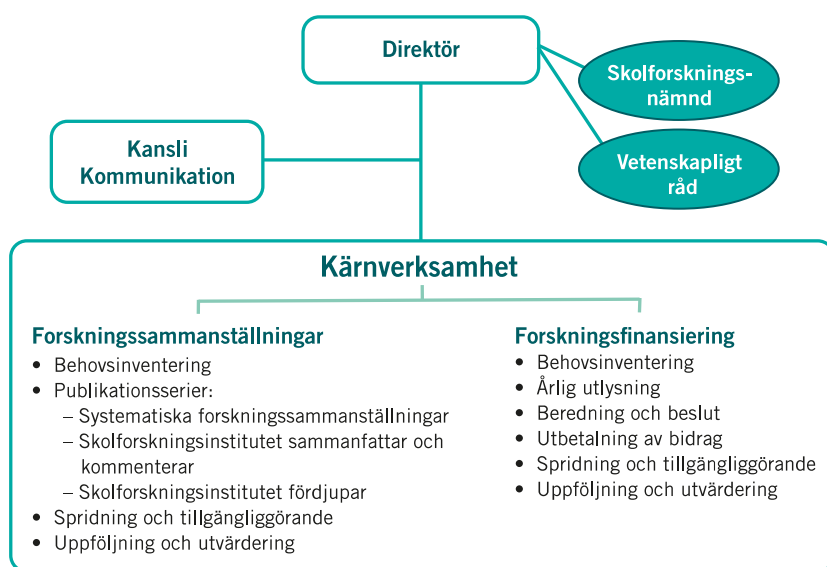 Direktör
Skolforsknings-
nämnd
Vetenskapligt
råd
Kansli
Kommunikation
Kärnverksamhet
Forskningssammanställningar
• Behovsinventering
• Publikationsserier:
– Systematiska forskningssammanställningar
– Skolforskningsinstitutet sammanfattar och
kommenterar
– Skolforskningsinstitutet fördjupar
• Spridning och tillgängliggörande
• Uppföljning och utvärdering
Forskningsfinansiering
• Behovsinventering
• Årlig utlysning
• Beredning och beslut
• Utbetalning av bidrag
• Spridning och tillgängliggörande
• Uppföljning och utvärdering